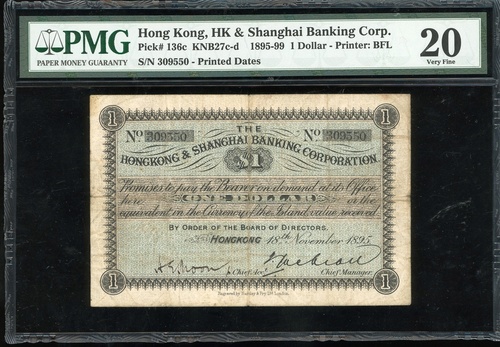 PMG
PAPER MONEY GUARANTY
Hong Kong, HK & Shanghai Banking Corp.
Pick# 136c KNB27c-d 1895-99 1 Dollar - Printer: BFL
S/N 309550 - Printed Dates
20
Very Fine
1 1
THE
No 309550 No 309550
HONGKONG & SHANGHAI BANKING CORPORATION
$1
Promises to pay the Bearer on demand at its Office
here ONE DOLLAR or the
equivalent in the Currency of the Island value received
BY ORDER OF THE BOARD OF DIRECTORS.
HONGKONG 18th November 1895
Chief Acct. Chief Manager.
1 1